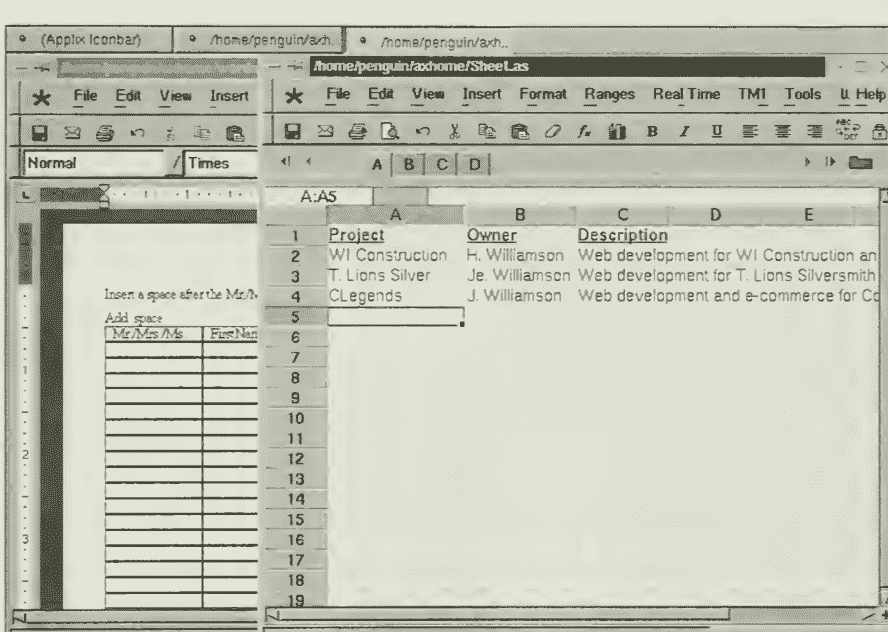 (Applix Iconbar)
/home/penguin/axh.
/home/penguin/axh..
/home/penguin/axhome/Sheet.as
File Edit View Insert
File Edit View Insert Format Ranges Real Time TM1 Tools U Help
B I U
Normal
Times
A B C D
A:A5
A B C D E
1 Project Owner Description
2 WI Construction H. Williamson Web development for WI Construction an
3 T. Lions Silver Je. Williamson Web development for T. Lions Silversmith
4 CLegends J. Williamson Web development and e-commerce for Co
5
6
7
8
9
10
11
12
13
14
15
16
17
18
19
Insert a space after the Mr./
Add space
Mr./Mrs./Ms. FirstNam
1
2
3